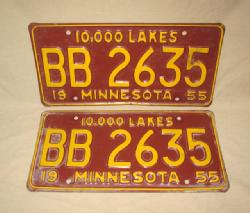 10,000 LAKES
BB 2635
19 MINNESOTA 55
10,000 LAKES
BB 2635
19 MINNESOTA 55